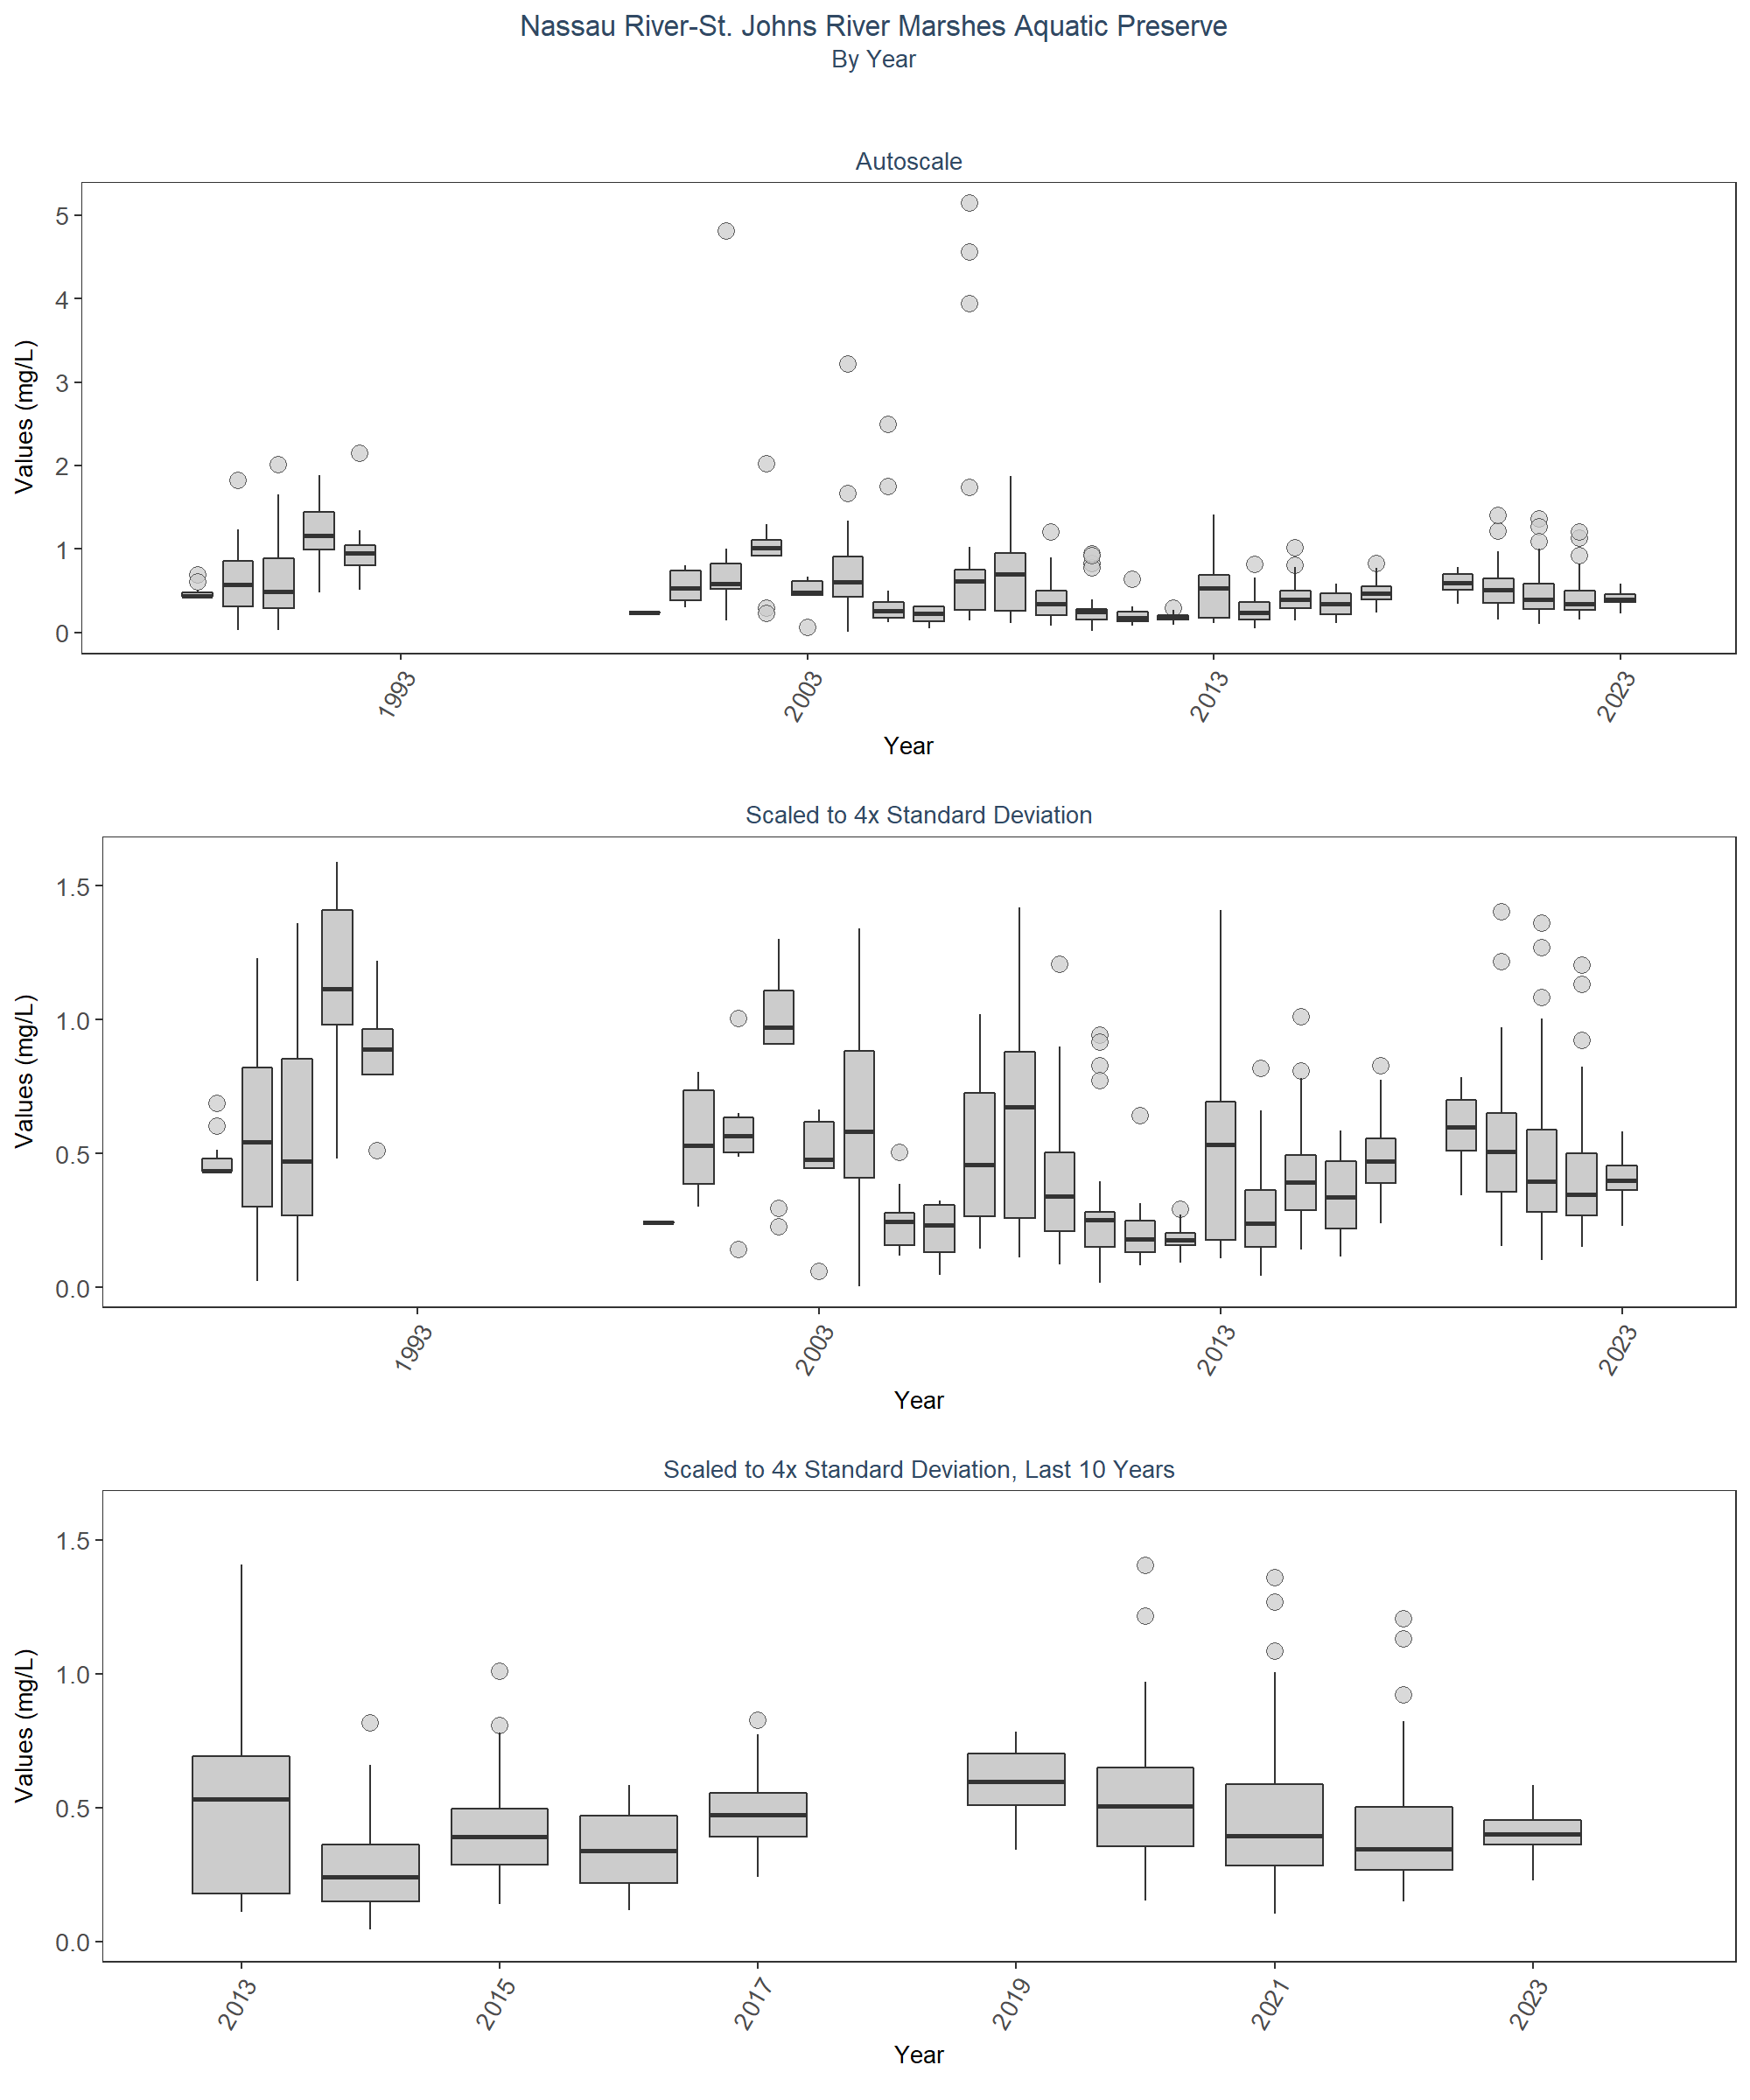 Nassau River-St. Johns River Marshes Aquatic Preserve
By Year
Autoscale
Values (mg/L)
5
4
3
2
1
0
1993 2003 2013 2023
Year
Scaled to 4x Standard Deviation
Values (mg/L)
1.5
1.0
0.5
0.0
1993 2003 2013 2023
Year
Scaled to 4x Standard Deviation, Last 10 Years
Values (mg/L)
1.5
1.0
0.5
0.0
2013 2015 2017 2019 2021 2023
Year